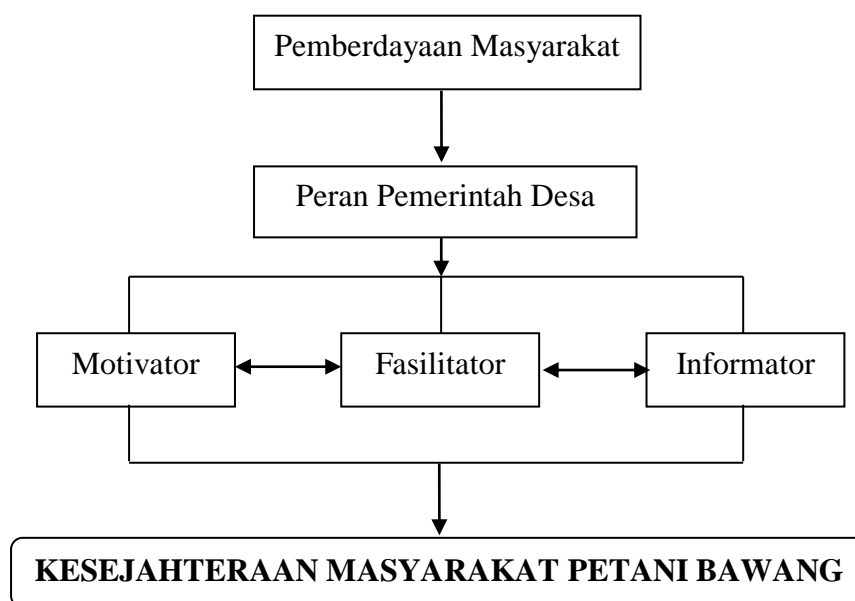 Pemberdayaan Masyarakat
Peran Pemerintah Desa
Motivator
Fasilitator
Informator
KESEJAHTERAAN MASYARAKAT PETANI BAWANG